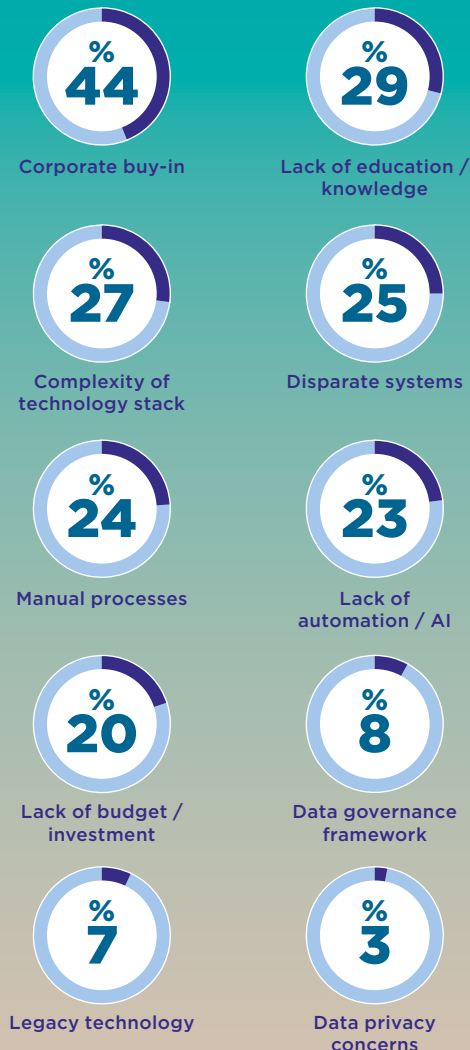 %
44
Corporate buy-in
%
29
Lack of education /
knowledge
%
27
Complexity of
technology stack
%
25
Disparate systems
%
24
Manual processes
%
23
Lack of
automation / AI
%
20
Lack of budget /
investment
%
8
Data governance
framework
%
7
Legacy technology
%
3
Data privacy
concerns